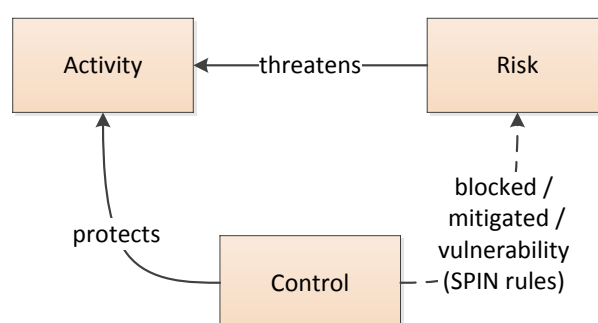 Activity
threatens
Risk
protects
blocked /
mitigated /
vulnerability
(SPIN rules)
Control